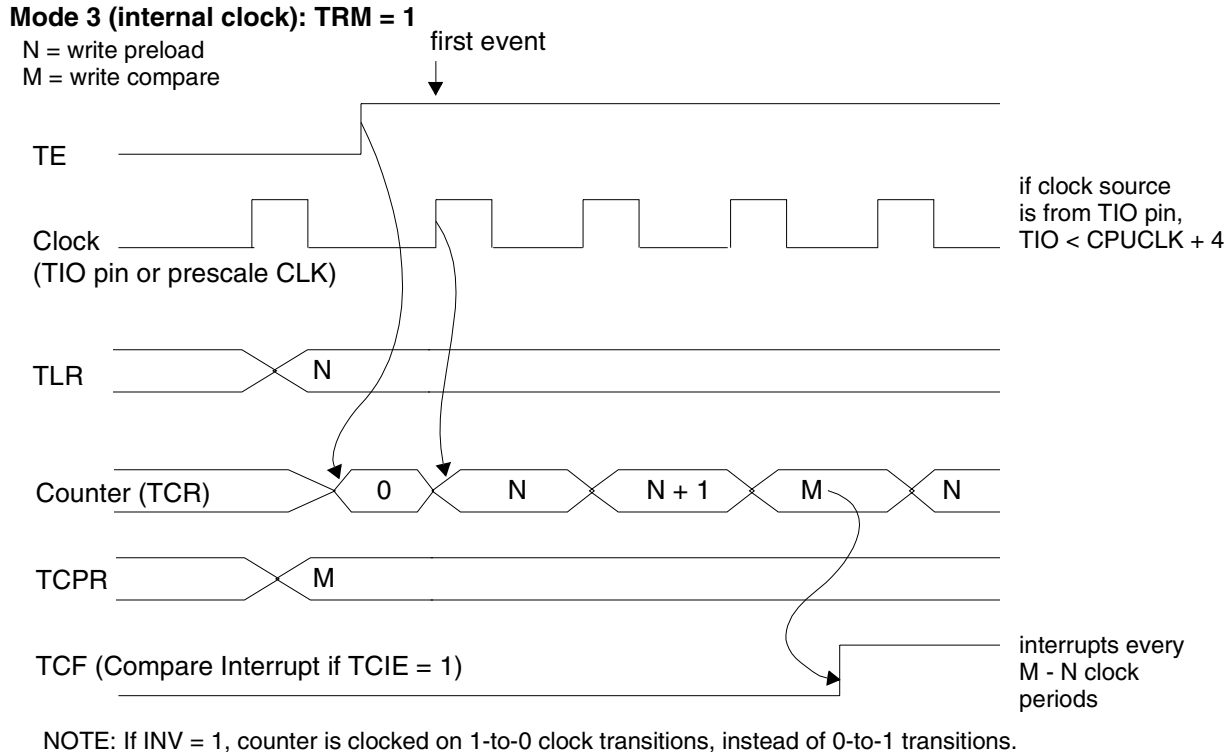 Mode 3 (internal clock): TRM = 1
N = write preload
M = write compare
first event
TE
if clock source
is from TIO pin,
TIO < CPUCLK + 4
Clock
(TIO pin or prescale CLK)
TLR
N
Counter (TCR)
0
N
N + 1
M
N
TCPR
M
TCF (Compare Interrupt if TCIE = 1)
interrupts every
M - N clock
periods
NOTE: If INV = 1, counter is clocked on 1-to-0 clock transitions, instead of 0-to-1 transitions.